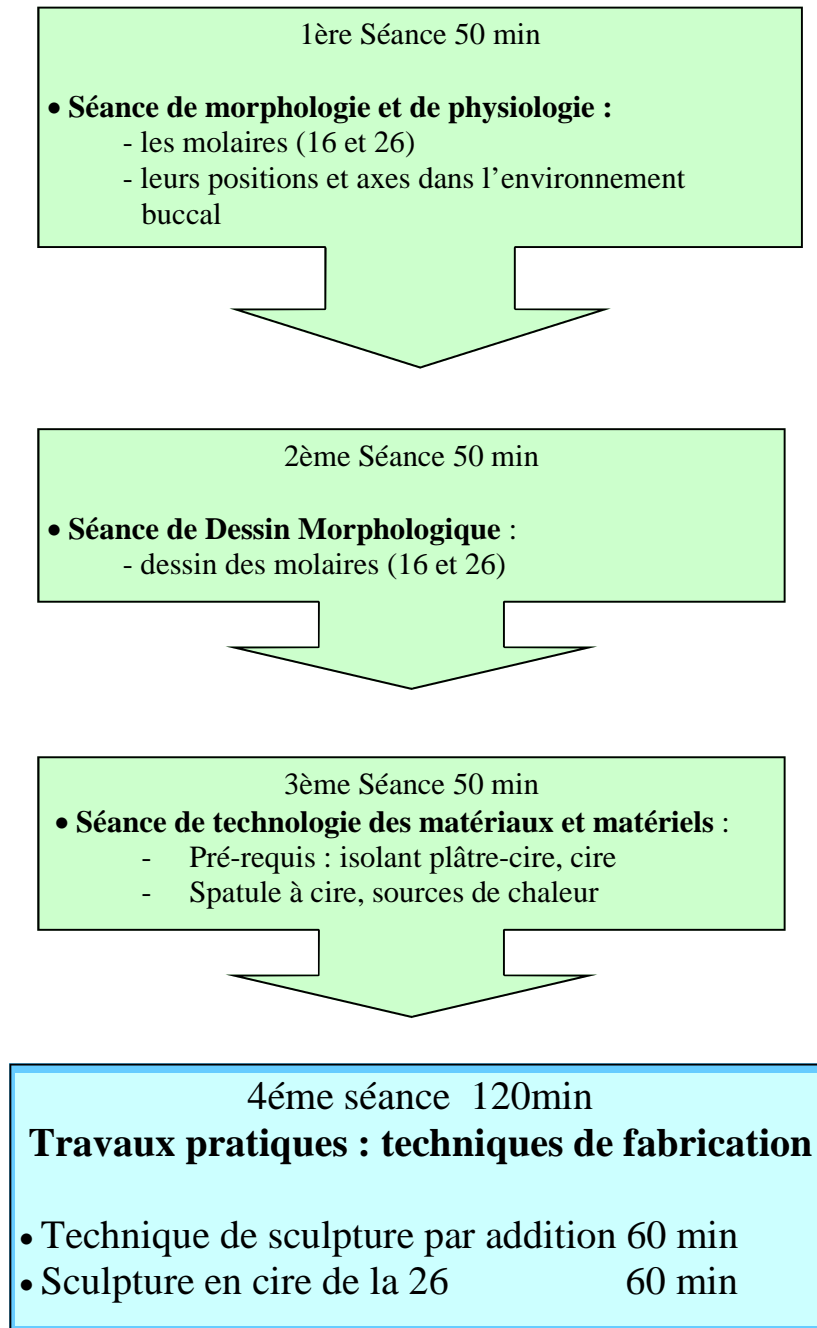 1ère Séance 50 min
• Séance de morphologie et de physiologie :
- les molaires (16 et 26)
- leurs positions et axes dans l’environnement
buccal
2ème Séance 50 min
• Séance de Dessin Morphologique :
- dessin des molaires (16 et 26)
3ème Séance 50 min
• Séance de technologie des matériaux et matériels :
- Pré-requis : isolant plâtre-cire, cire
- Spatule à cire, sources de chaleur
4éme séance 120min
Travaux pratiques : techniques de fabrication
• Technique de sculpture par addition 60 min
• Sculpture en cire de la 26 60 min